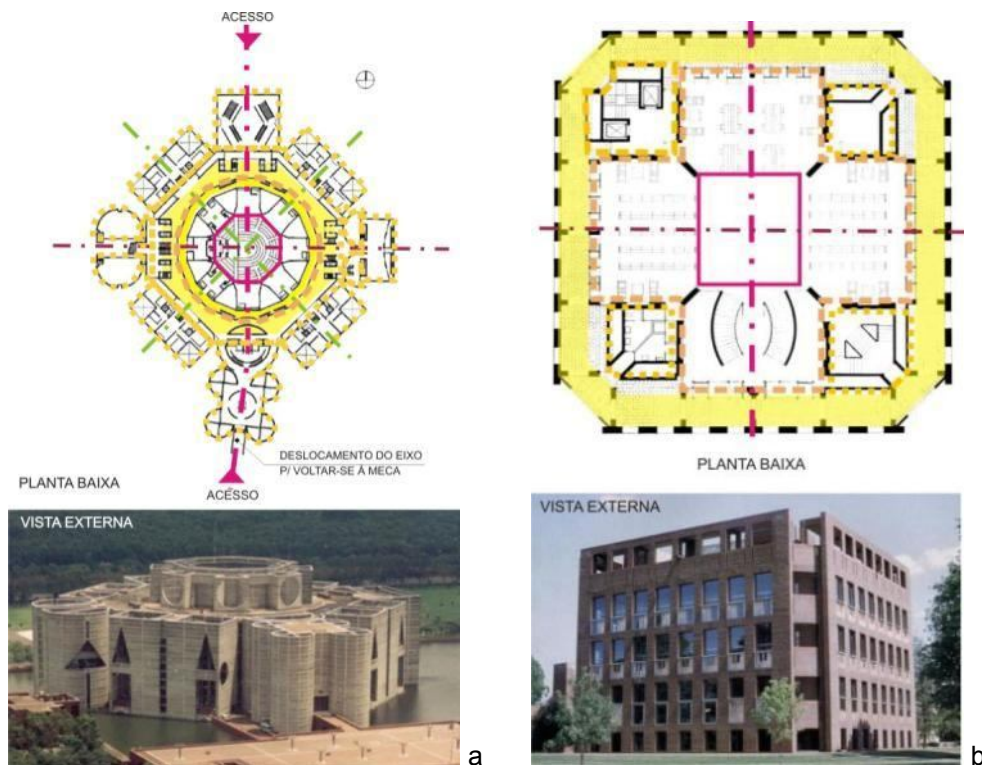 ACESSO
DESLOCAMENTO DO EIXO
P/ VOLTAR-SE À MECA
PLANTA BAIXA
ACESSO
VISTA EXTERNA
a
PLANTA BAIXA
VISTA EXTERNA
b